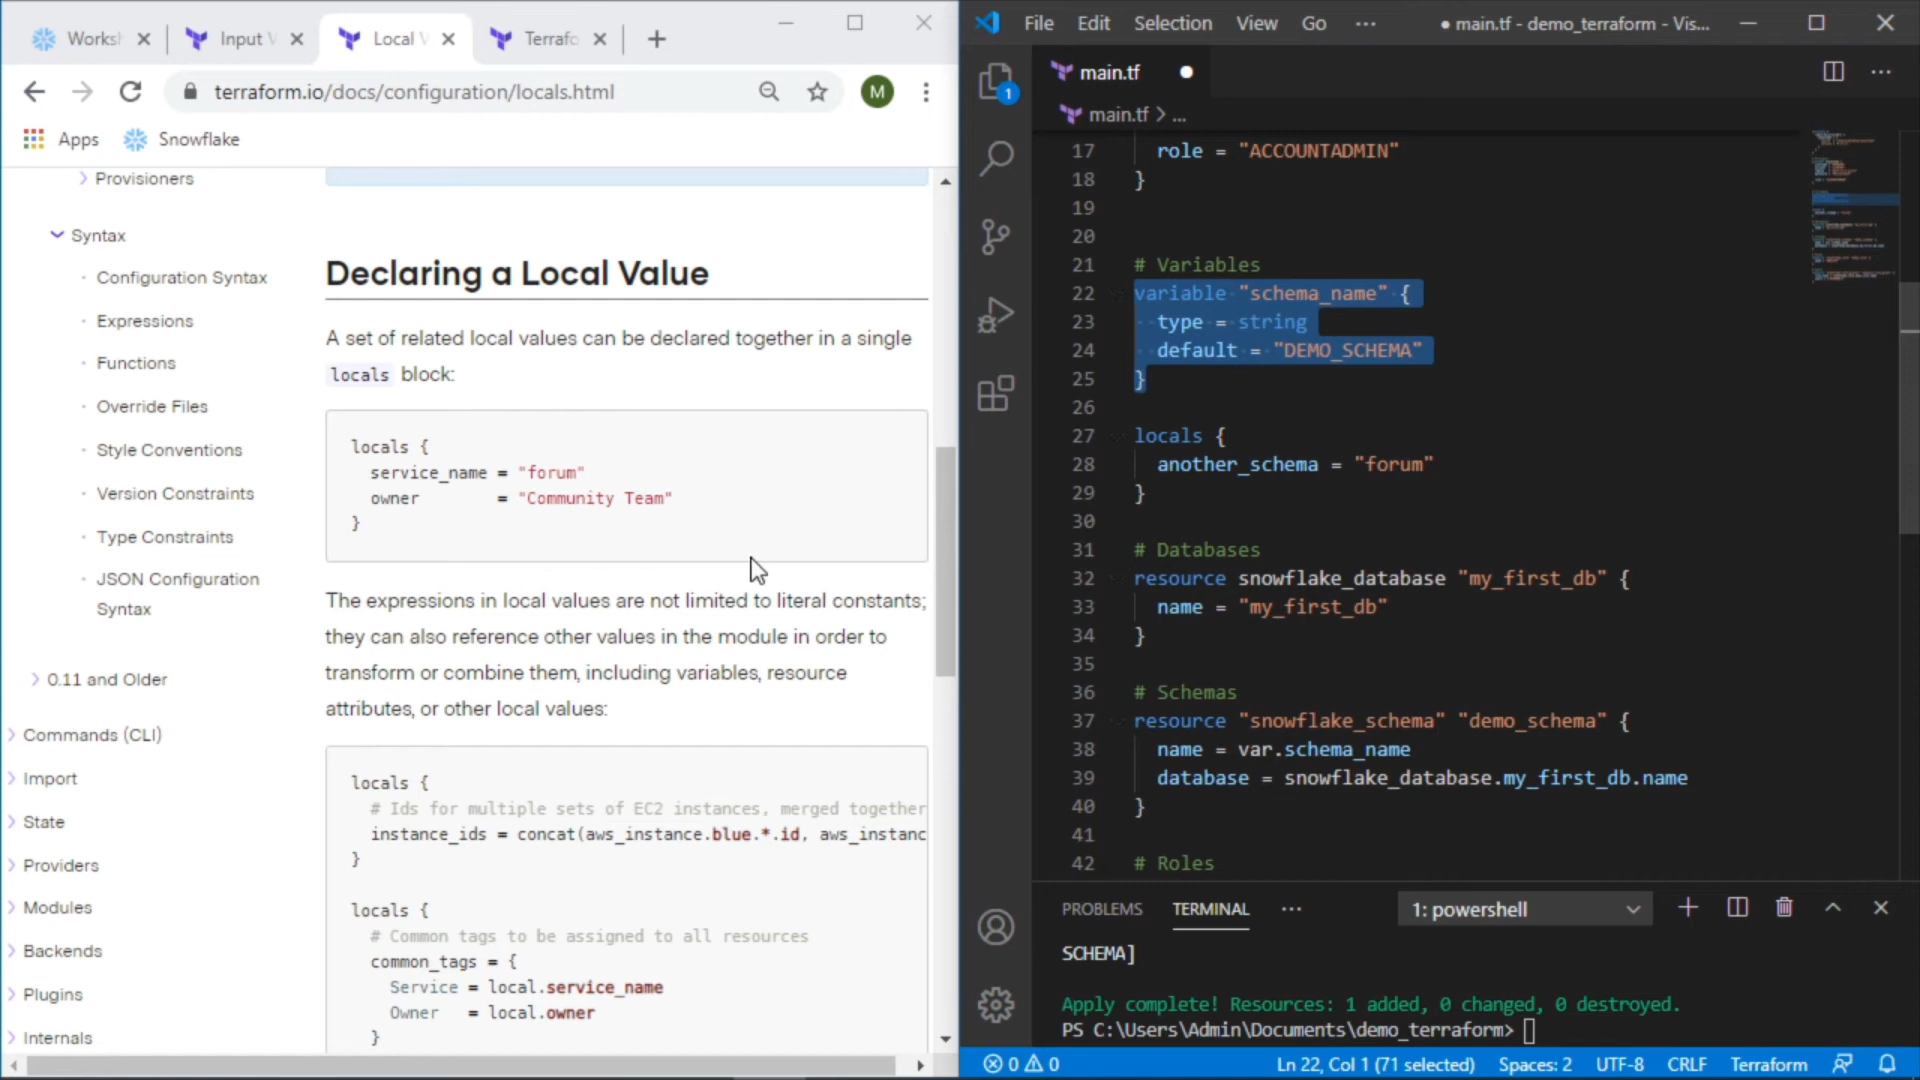 Works
Input V
Local V
Terrafo
terraform.io/docs/configuration/locals.html
M
Apps
Snowflake
Provisioners
Syntax
Configuration Syntax
Expressions
Functions
Override Files
Style Conventions
Version Constraints
Type Constraints
JSON Configuration
Syntax
0.11 and Older
Commands (CLI)
Import
State
Providers
Modules
Backends
Plugins
Internals
Declaring a Local Value
A set of related local values can be declared together in a single
locals block:
locals {
service_name = "forum"
owner = "Community Team"
}
The expressions in local values are not limited to literal constants;
they can also reference other values in the module in order to
transform or combine them, including variables, resource
attributes, or other local values:
locals {
# Ids for multiple sets of EC2 instances, merged together
instance_ids = concat(aws_instance.blue.*.id, aws_instanc
}
locals {
# Common tags to be assigned to all resources
common_tags = {
Service = local.service_name
Owner = local.owner
}
File Edit Selection View Go ··· ● main.tf - demo_terraform - Vis...
main.tf
1
main.tf > ...
17 role = "ACCOUNTADMIN"
18 }
19
20
21 # Variables
22 variable "schema_name" {
23 type = string
24 default = "DEMO_SCHEMA"
25 }
26
27 locals {
28 another_schema = "forum"
29 }
30
31 # Databases
32 resource snowflake_database "my_first_db" {
33 name = "my_first_db"
34 }
35
36 # Schemas
37 resource "snowflake_schema" "demo_schema" {
38 name = var.schema_name
39 database = snowflake_database.my_first_db.name
40 }
41
42 # Roles
PROBLEMS TERMINAL ··· 1: powershell
SCHEMA]
Apply complete! Resources: 1 added, 0 changed, 0 destroyed.
PS C:\Users\Admin\Documents\demo_terraform>
0 0 Ln 22, Col 1 (71 selected) Spaces: 2 UTF-8 CRLF Terraform